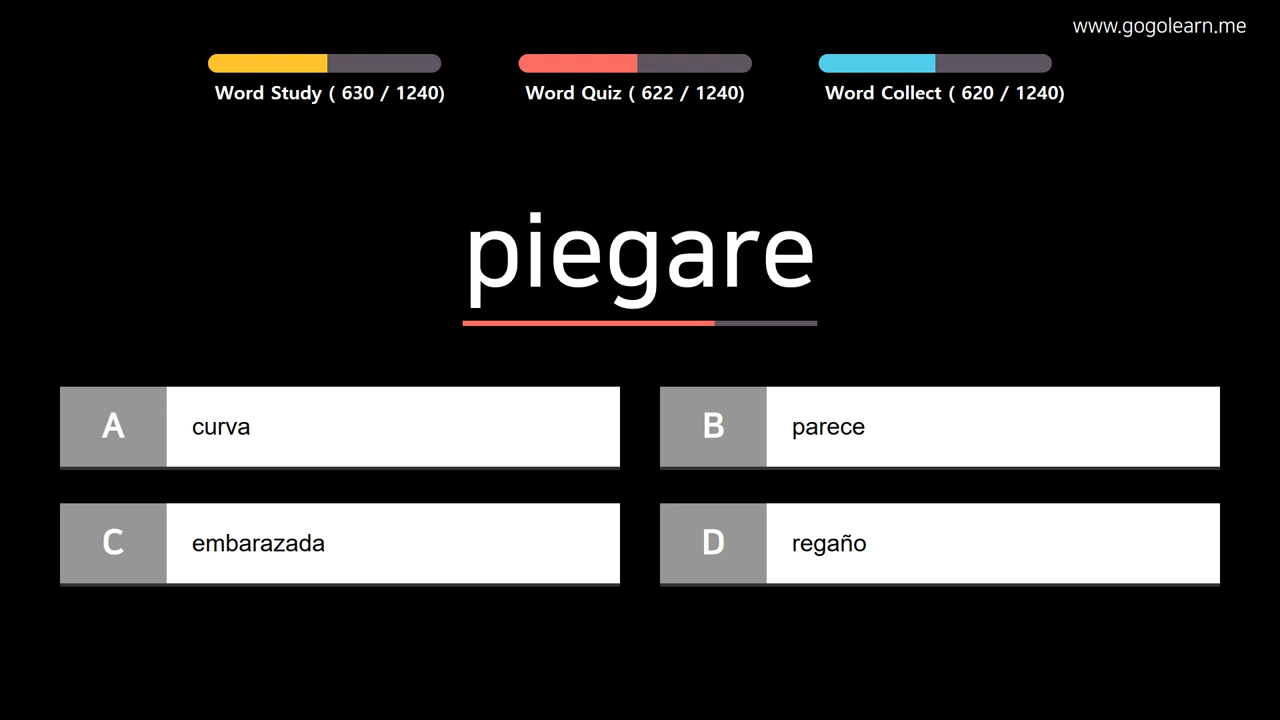 www.gogolearn.me
Word Study ( 630 / 1240)
Word Quiz ( 622 / 1240)
Word Collect ( 620 / 1240)
piegare
A curva
B parece
C embarazada
D regaño